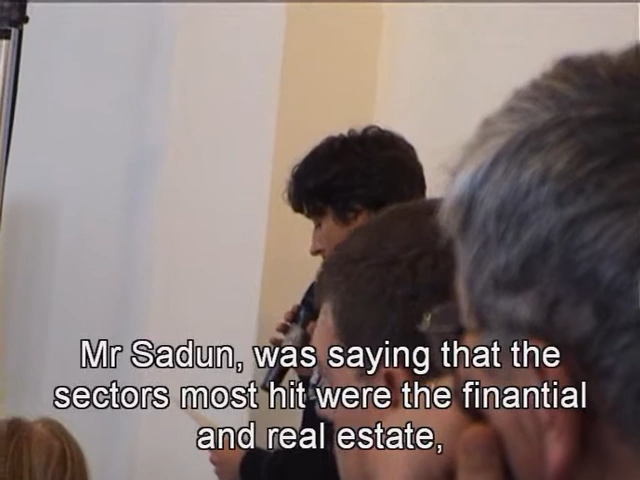 Mr Sadun, was saying that the
sectors most hit were the finantial
and real estate,